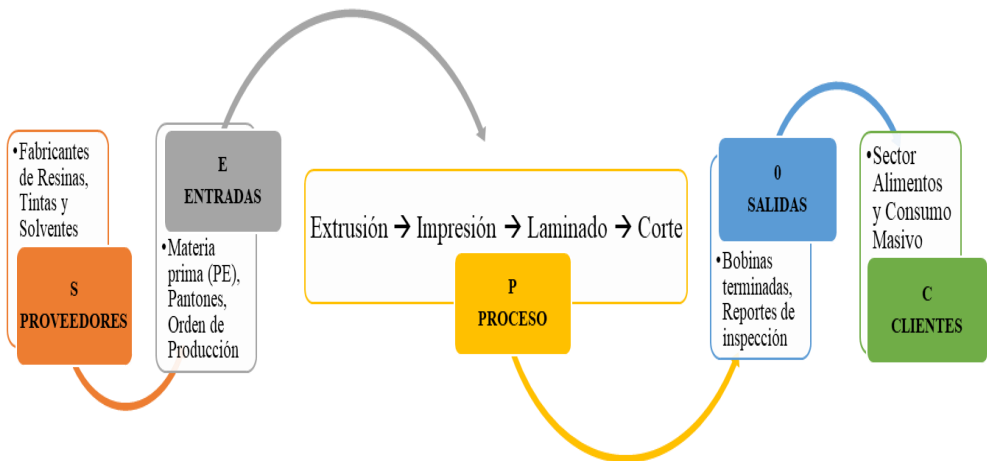 •Fabricantes
de Resinas,
Tintas y
Solventes
S
PROVEEDORES
E
ENTRADAS
•Materia
prima (PE),
Pantones,
Orden de
Producción
Extrusión → Impresión → Laminado → Corte
P
PROCESO
0
SALIDAS
•Bobinas
terminadas,
Reportes de
inspección
•Sector
Alimentos
y Consumo
Masivo
C
CLIENTES